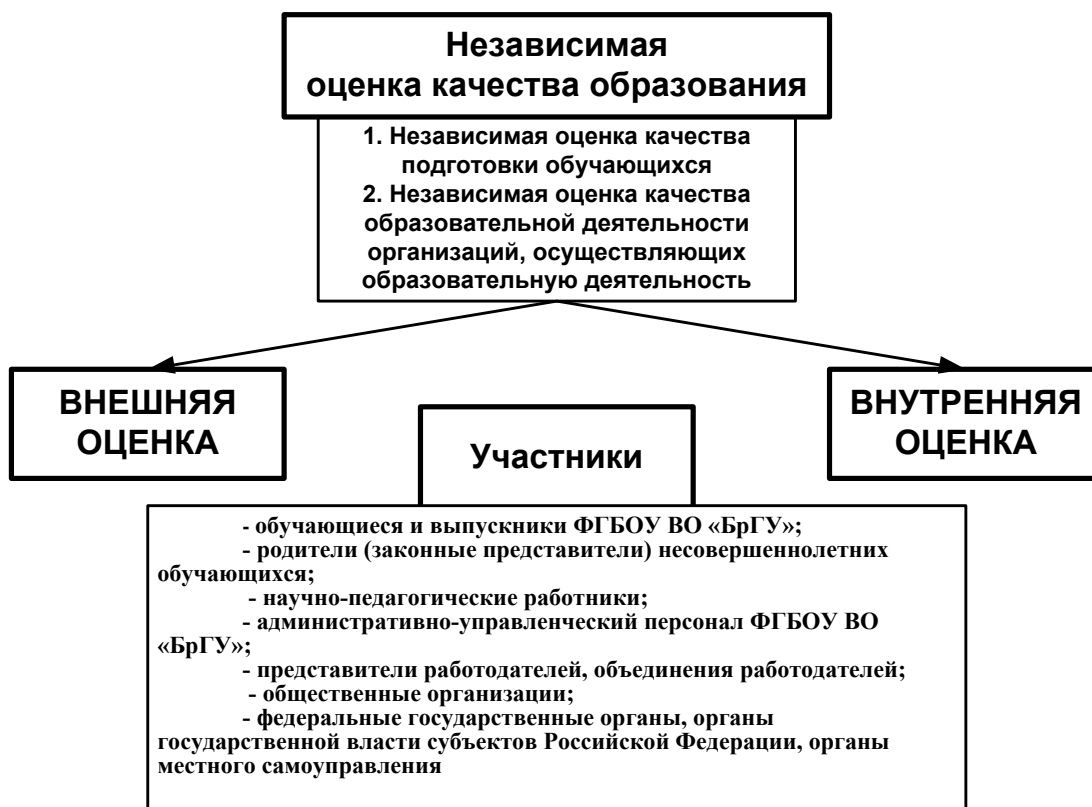 Независимая
оценка качества образования
1. Независимая оценка качества
подготовки обучающихся
2. Независимая оценка качества
образовательной деятельности
организаций, осуществляющих
образовательную деятельность
ВНЕШНЯЯ
ОЦЕНКА
ВНУТРЕННЯЯ
ОЦЕНКА
Участники
- обучающиеся и выпускники ФГБОУ ВО «БрГУ»;
- родители (законные представители) несовершеннолетних
обучающихся;
- научно-педагогические работники;
- административно-управленческий персонал ФГБОУ ВО
«БрГУ»;
- представители работодателей, объединения работодателей;
- общественные организации;
- федеральные государственные органы, органы
государственной власти субъектов Российской Федерации, органы
местного самоуправления